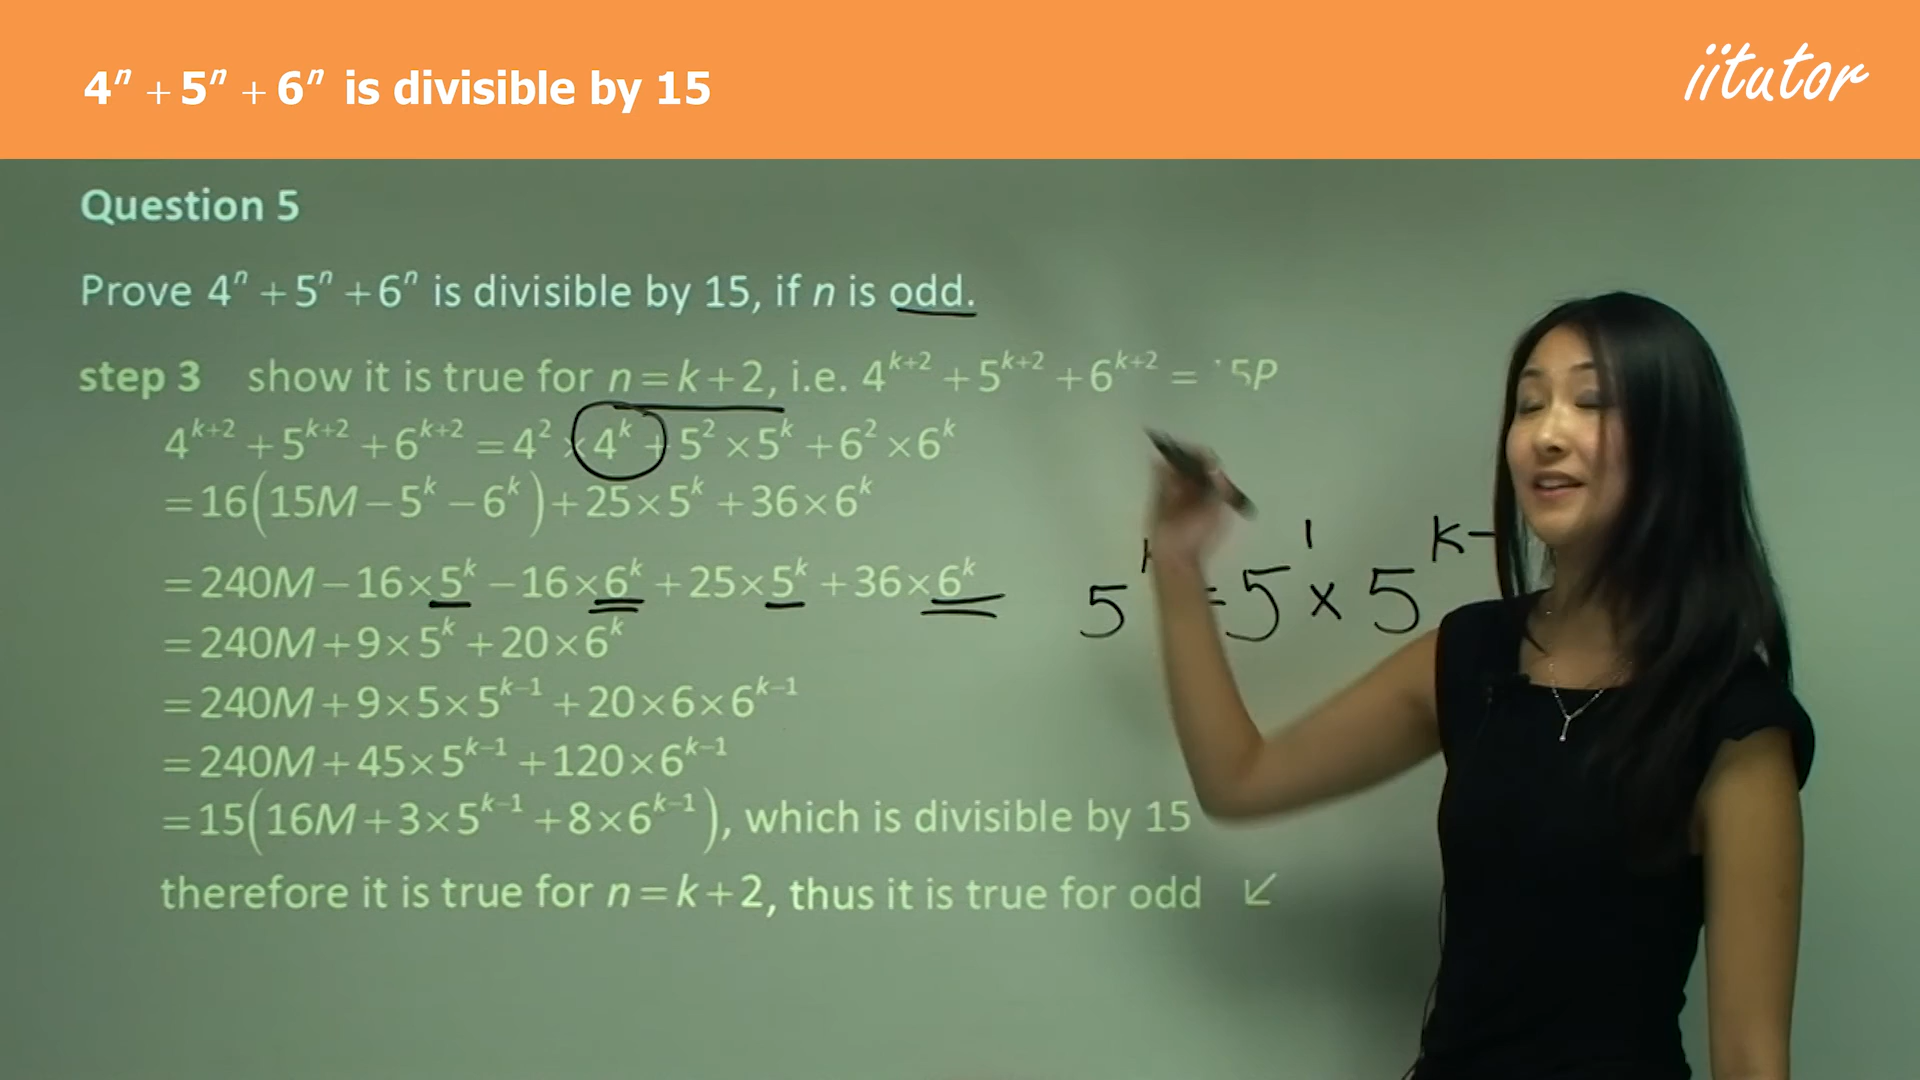 4ⁿ + 5ⁿ + 6ⁿ is divisible by 15
iitutor
Question 5
Prove 4ⁿ + 5ⁿ + 6ⁿ is divisible by 15, if n is odd.
step 3 show it is true for n = k + 2, i.e. 4ᵏ⁺² + 5ᵏ⁺² + 6ᵏ⁺² = 15P
4ᵏ⁺² + 5ᵏ⁺² + 6ᵏ⁺² = 4² × 4ᵏ + 5² × 5ᵏ + 6² × 6ᵏ
= 16(15M − 5ᵏ − 6ᵏ) + 25 × 5ᵏ + 36 × 6ᵏ
= 240M − 16 × 5ᵏ − 16 × 6ᵏ + 25 × 5ᵏ + 36 × 6ᵏ
= 240M + 9 × 5ᵏ + 20 × 6ᵏ
= 240M + 9 × 5 × 5ᵏ⁻¹ + 20 × 6 × 6ᵏ⁻¹
= 240M + 45 × 5ᵏ⁻¹ + 120 × 6ᵏ⁻¹
= 15(16M + 3 × 5ᵏ⁻¹ + 8 × 6ᵏ⁻¹), which is divisible by 15
therefore it is true for n = k + 2, thus it is true for odd
5 = 5¹ × 5ᵏ⁻